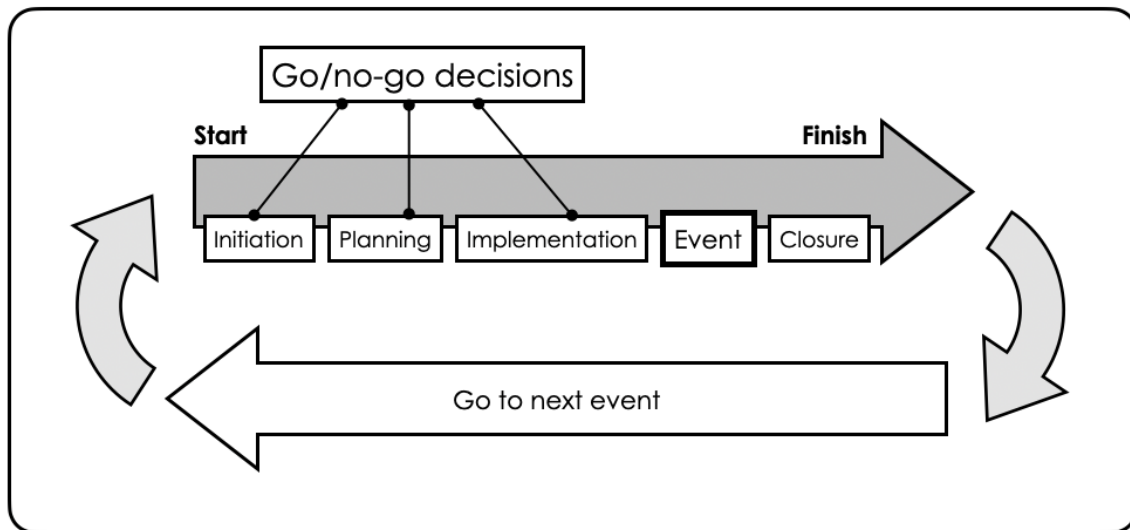 Go/no-go decisions
Start
Finish
Initiation
Planning
Implementation
Event
Closure
Go to next event